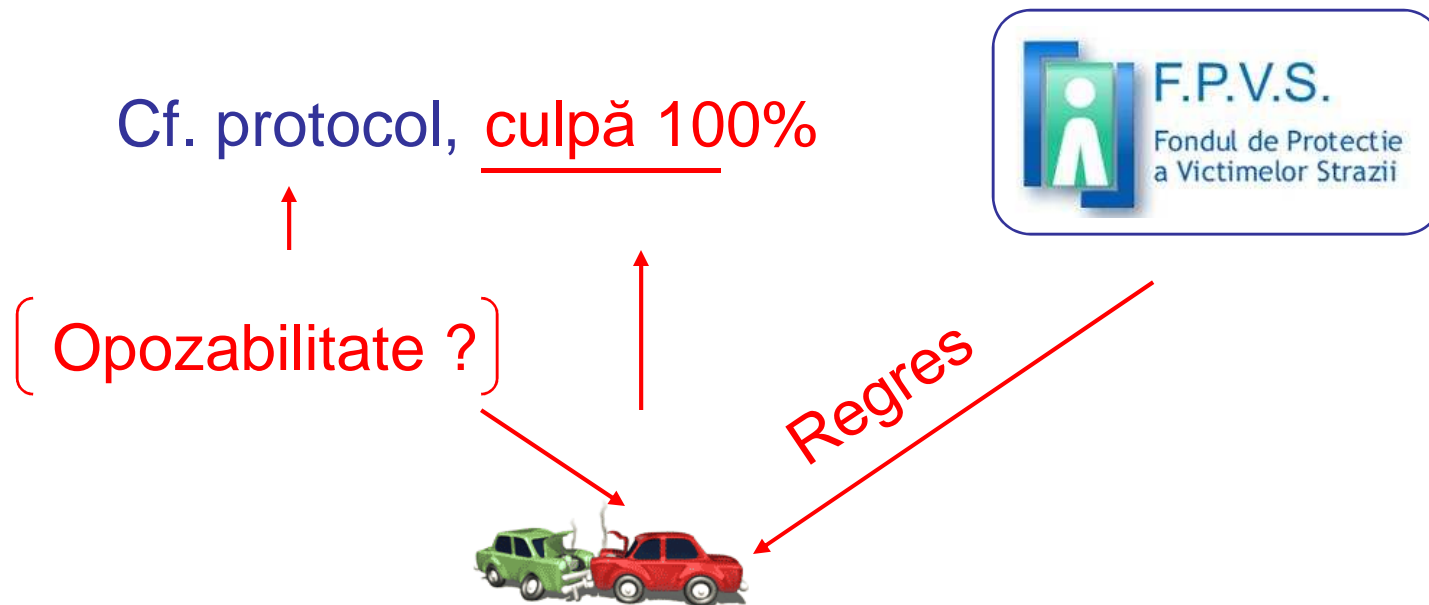 Cf. protocol, culpă 100%
F.P.V.S.
Fondul de Protectie
a Victimelor Strazii
Opozabilitate ?
Regres